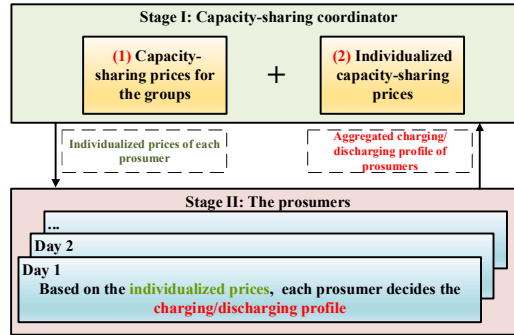 Stage I: Capacity-sharing coordinator
(1) Capacity-
sharing prices for
the groups
+
(2) Individualized
capacity-sharing
prices
Individualized prices of each
prosumer
Aggregated charging/
discharging profile of
prosumers
Stage II: The prosumers
...
Day 2
Day 1
Based on the individualized prices, each prosumer decides the
charging/discharging profile